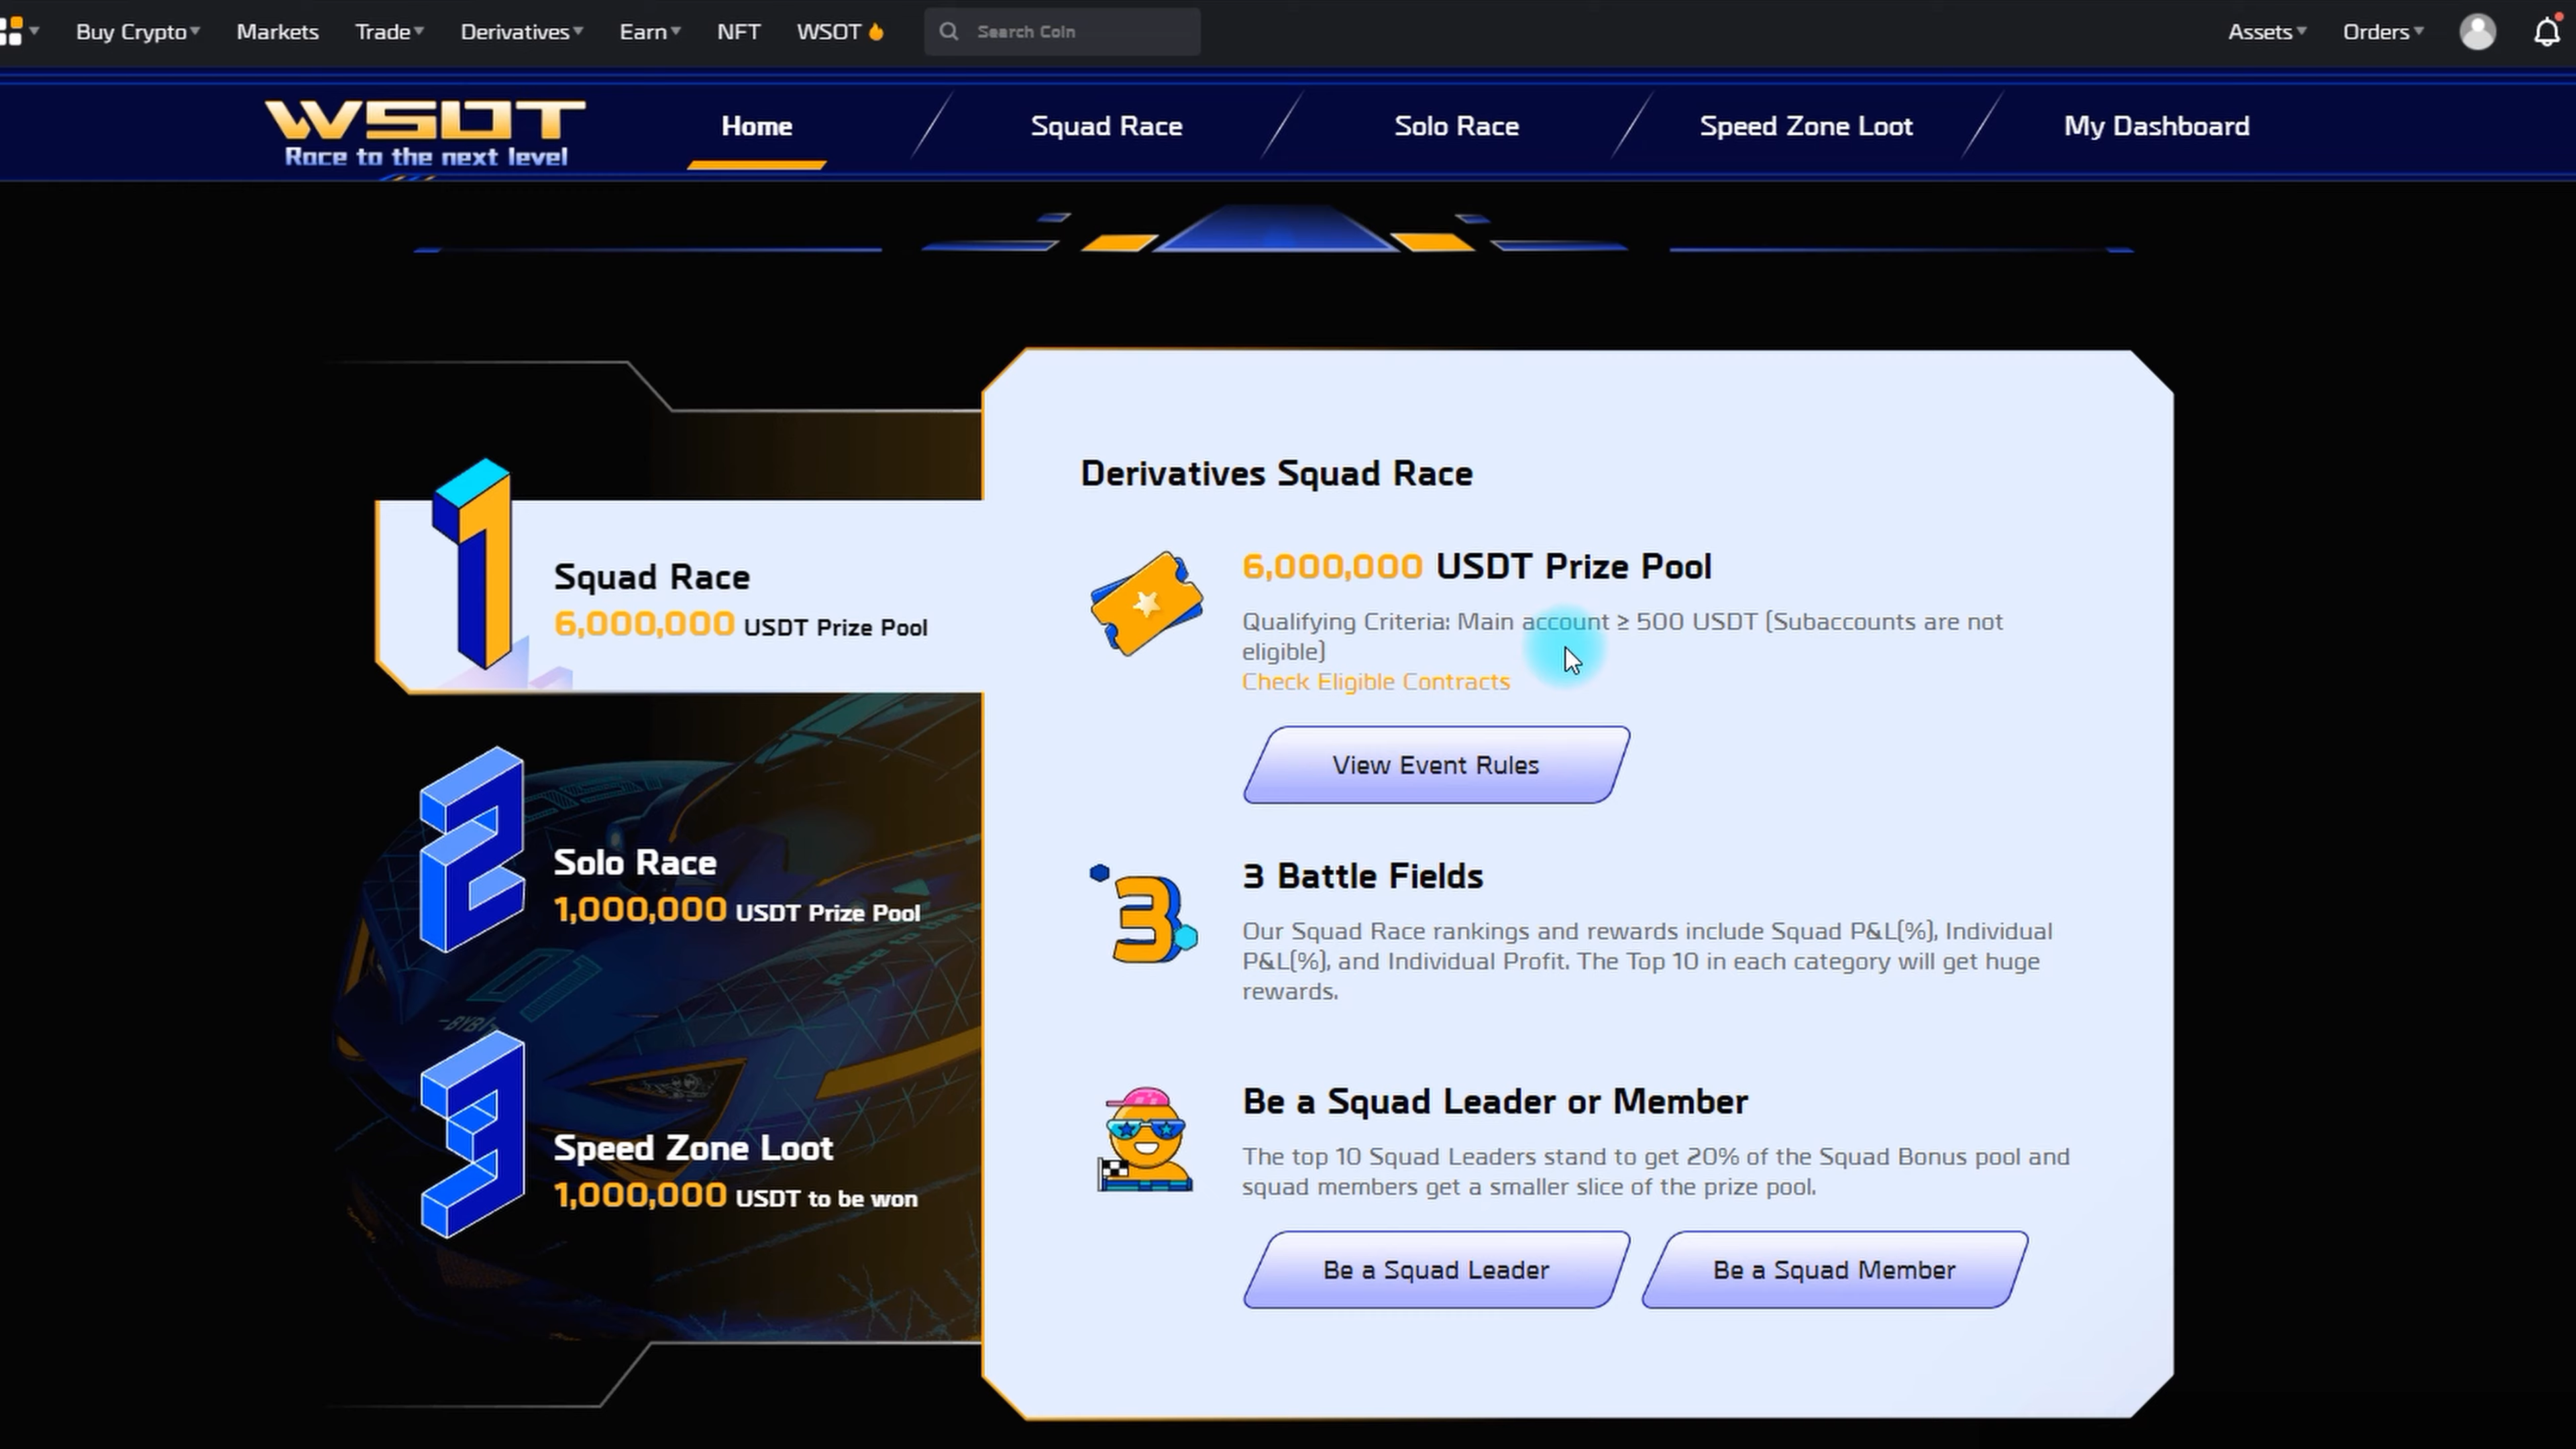 Buy Crypto Markets Trade Derivatives Earn NFT WSOT Search Coin Assets Orders
WSOT
Race to the next level
Home Squad Race Solo Race Speed Zone Loot My Dashboard
1
Squad Race
6,000,000 USDT Prize Pool
2
Solo Race
1,000,000 USDT Prize Pool
3
Speed Zone Loot
1,000,000 USDT to be won
Derivatives Squad Race
6,000,000 USDT Prize Pool
Qualifying Criteria: Main account ≥ 500 USDT (Subaccounts are not
eligible)
Check Eligible Contracts
View Event Rules
3
3 Battle Fields
Our Squad Race rankings and rewards include Squad P&L(%), Individual
P&L(%), and Individual Profit. The Top 10 in each category will get huge
rewards.
Be a Squad Leader or Member
The top 10 Squad Leaders stand to get 20% of the Squad Bonus pool and
squad members get a smaller slice of the prize pool.
Be a Squad Leader Be a Squad Member